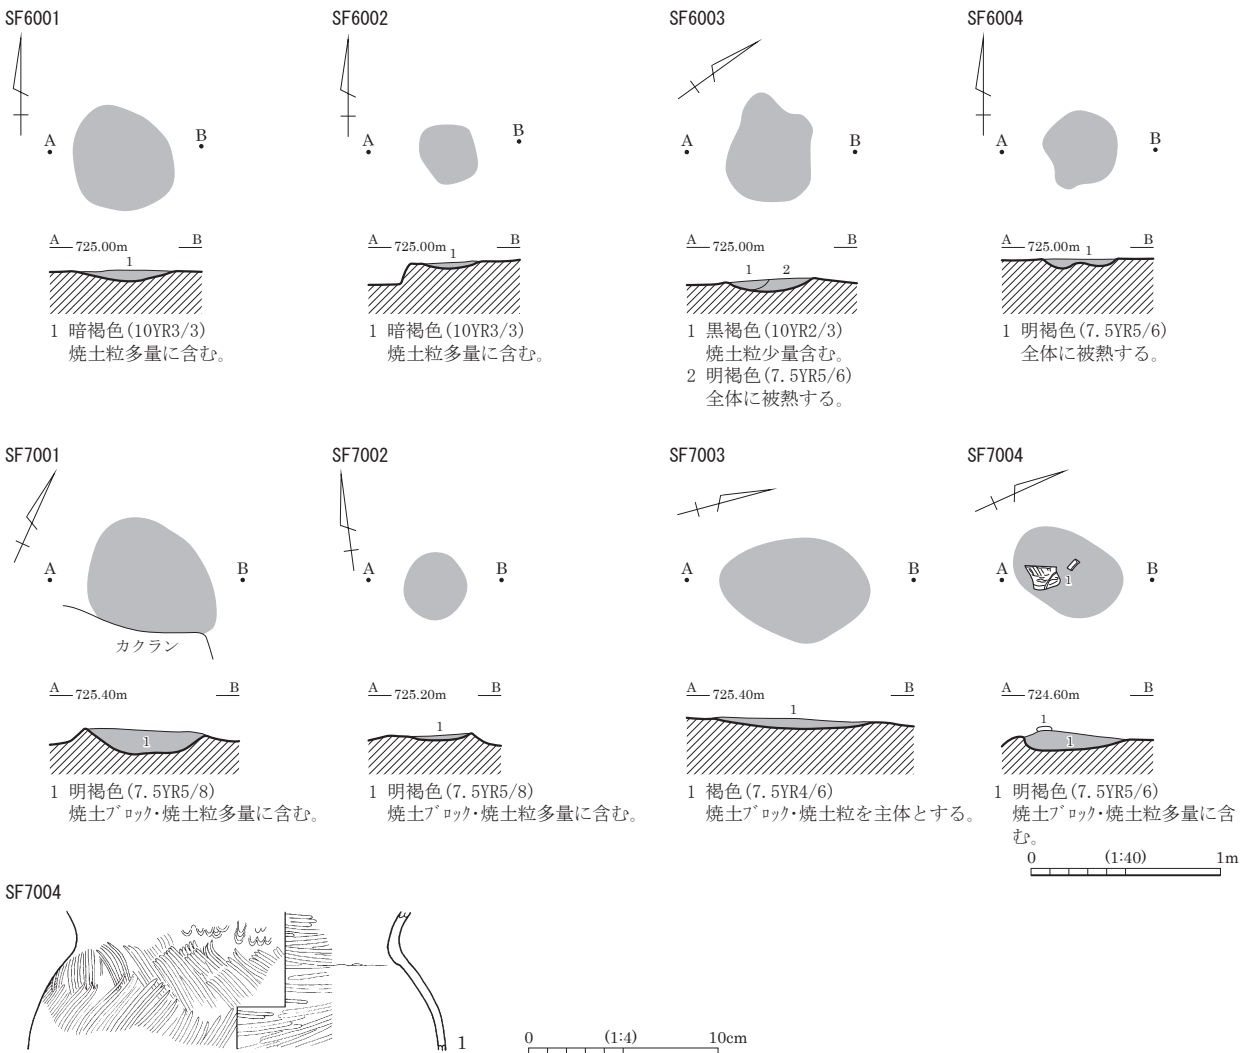 SF6001
A
B
A 725.00m B
1
1 暗褐色(10YR3/3)
焼土粒多量に含む。
SF6002
A
B
A 725.00m B
1
1 暗褐色(10YR3/3)
焼土粒多量に含む。
SF6003
A
B
A 725.00m B
1 2
1 黒褐色(10YR2/3)
焼土粒少量含む。
2 明褐色(7.5YR5/6)
全体に被熱する。
SF6004
A
B
A 725.00m B
1
1 明褐色(7.5YR5/6)
全体に被熱する。
SF7001
A
B
カクラン
A 725.40m B
1
1 明褐色(7.5YR5/8)
焼土ブロック・焼土粒多量に含む。
SF7002
A
B
A 725.20m B
1
1 明褐色(7.5YR5/8)
焼土ブロック・焼土粒多量に含む。
SF7003
A
B
A 725.40m B
1
1 褐色(7.5YR4/6)
焼土ブロック・焼土粒を主体とする。
SF7004
A
B
1
A 724.60m B
1
1
1 明褐色(7.5YR5/6)
焼土ブロック・焼土粒多量に含
む。
0 (1:40) 1m
SF7004
1
0 (1:4) 10cm